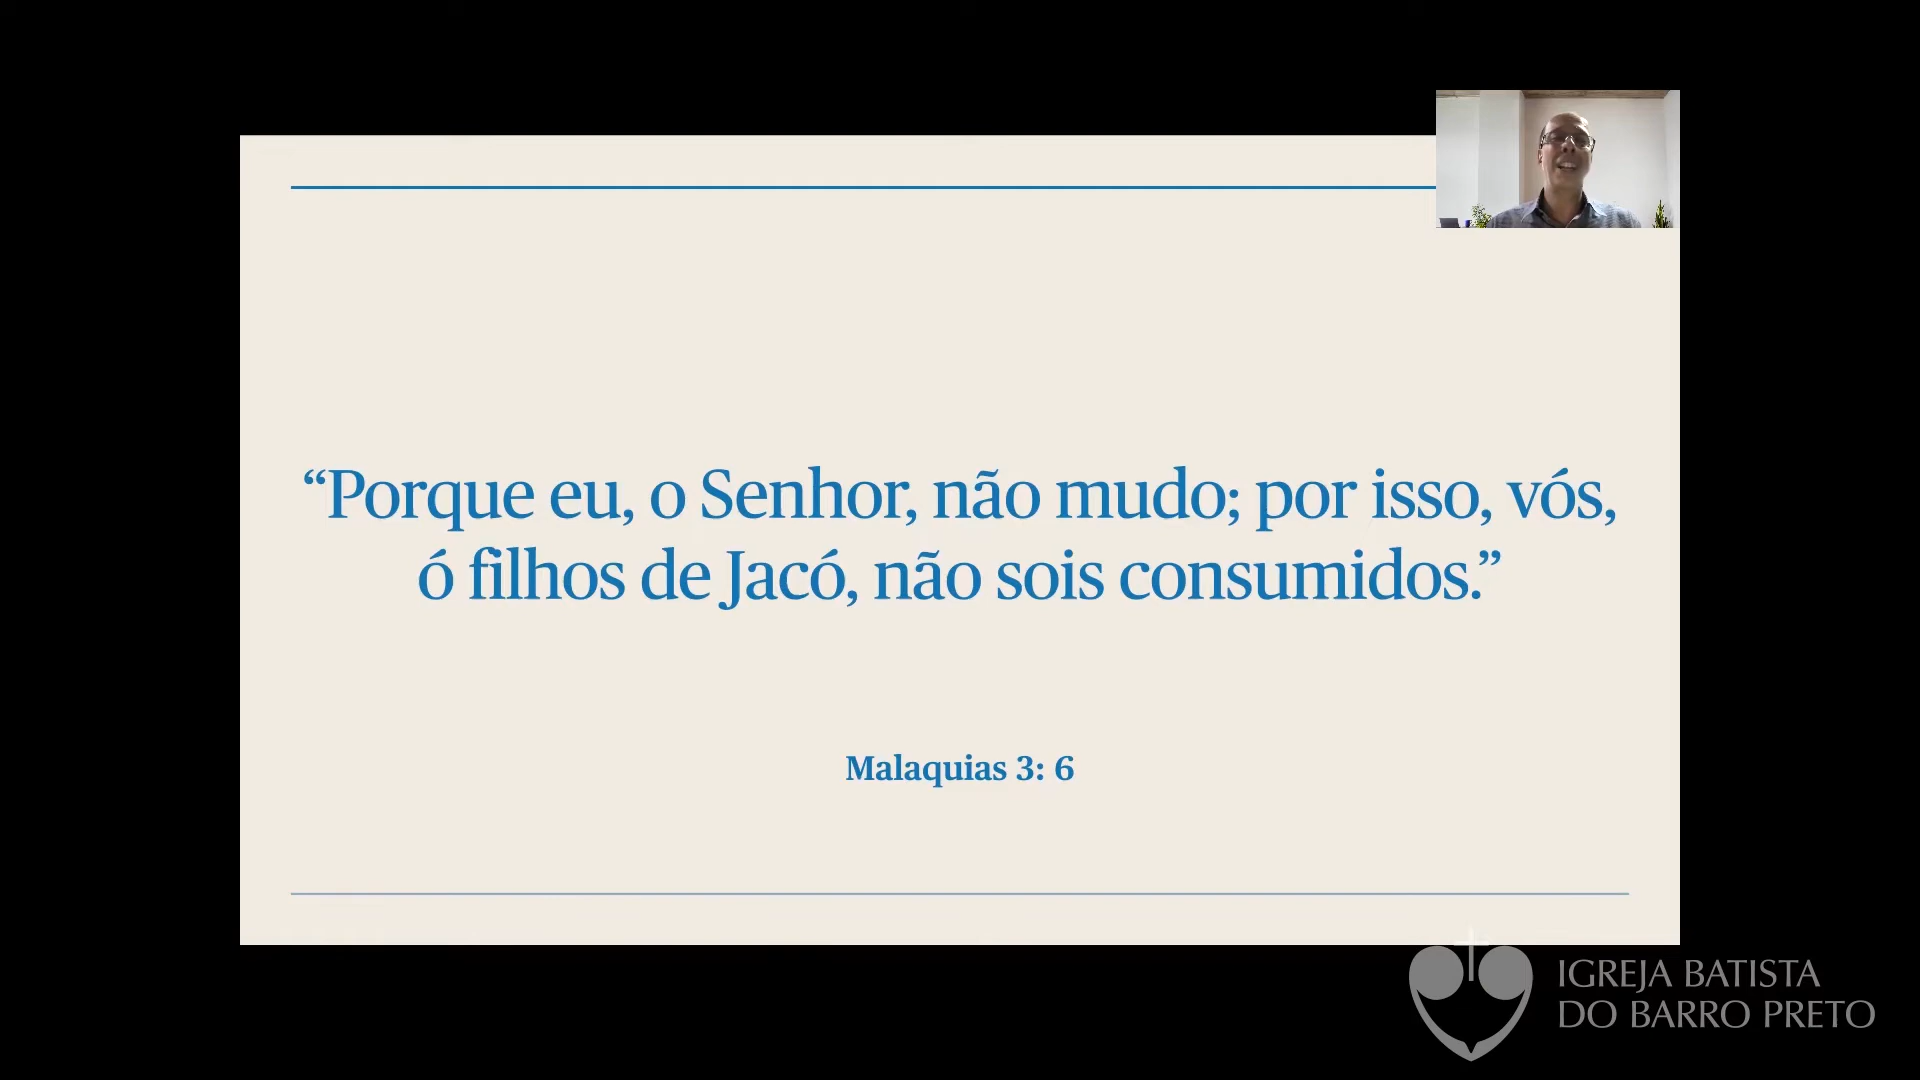 “Porque eu, o Senhor, não mudo; por isso, vós,
ó filhos de Jacó, não sois consumidos.”
Malaquias 3: 6
IGREJA BATISTA
DO BARRO PRETO